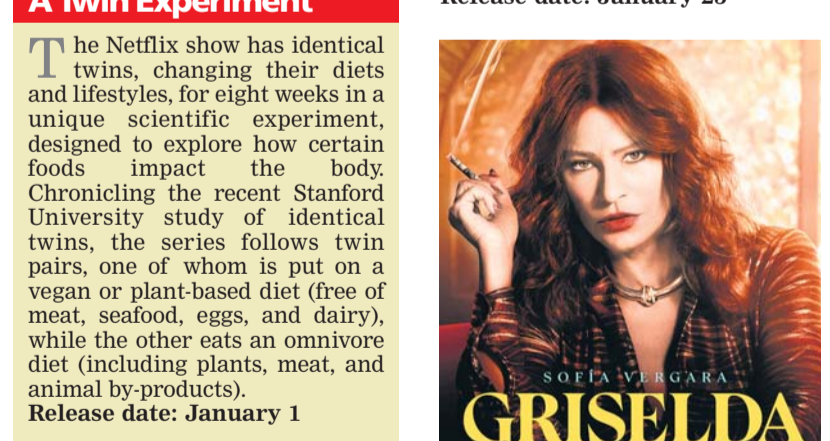 A Twin Experiment
The Netflix show has identical
twins, changing their diets
and lifestyles, for eight weeks in a
unique scientific experiment,
designed to explore how certain
foods impact the body.
Chronicling the recent Stanford
University study of identical
twins, the series follows twin
pairs, one of whom is put on a
vegan or plant-based diet (free of
meat, seafood, eggs, and dairy),
while the other eats an omnivore
diet (including plants, meat, and
animal by-products).
Release date: January 1
Release date: January 25
SOFÍA VERGARA
GRISELDA